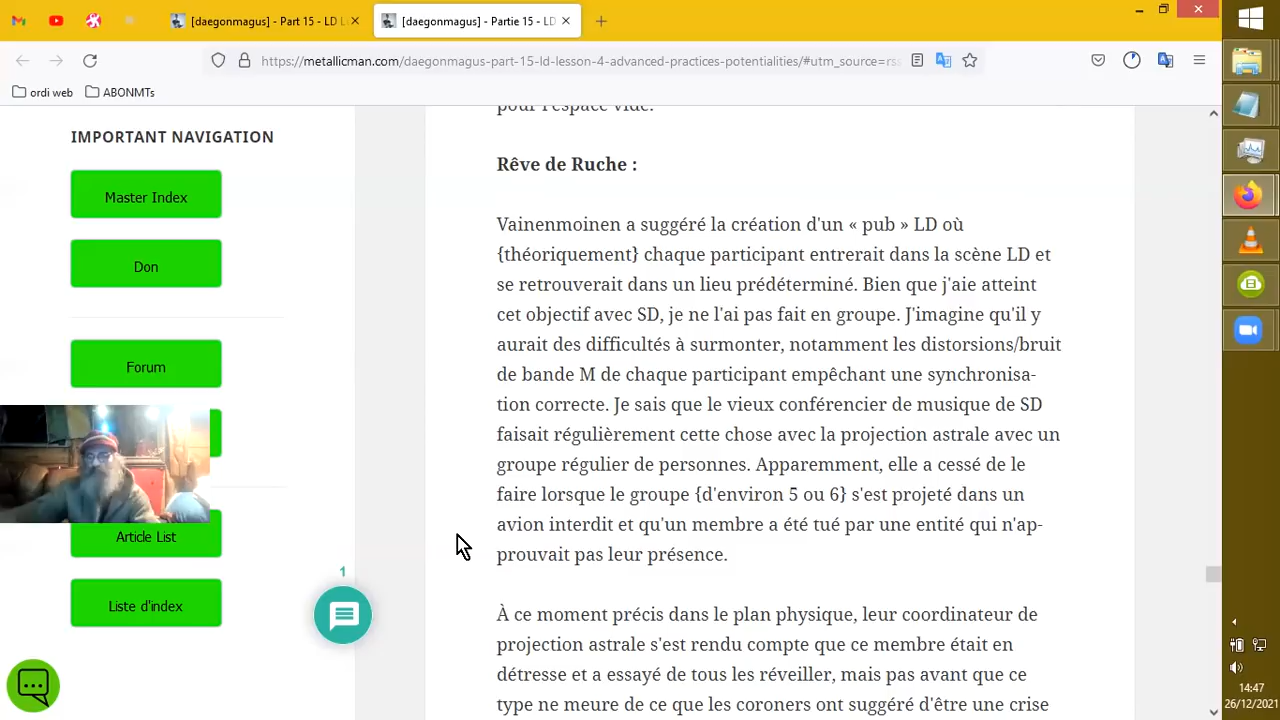 [daegonmagus] - Part 15 - LD L
[daegonmagus] - Partie 15 - LD
https://metallicman.com/daegonmagus-part-15-ld-lesson-4-advanced-practices-potentialities/#utm_source=rss
ordi web
ABONMTs
IMPORTANT NAVIGATION
Master Index
Don
Forum
Article List
Liste d'index
1
pour l'espace vide.
Rêve de Ruche :
Vainenmoinen a suggéré la création d'un « pub » LD où
{théoriquement} chaque participant entrerait dans la scène LD et
se retrouverait dans un lieu prédéterminé. Bien que j'aie atteint
cet objectif avec SD, je ne l'ai pas fait en groupe. J'imagine qu'il y
aurait des difficultés à surmonter, notamment les distorsions/bruit
de bande M de chaque participant empêchant une synchronisa-
tion correcte. Je sais que le vieux conférencier de musique de SD
faisait régulièrement cette chose avec la projection astrale avec un
groupe régulier de personnes. Apparemment, elle a cessé de le
faire lorsque le groupe {d'environ 5 ou 6} s'est projeté dans un
avion interdit et qu'un membre a été tué par une entité qui n'ap-
prouvait pas leur présence.
À ce moment précis dans le plan physique, leur coordinateur de
projection astrale s'est rendu compte que ce membre était en
détresse et a essayé de tous les réveiller, mais pas avant que ce
type ne meure de ce que les coroners ont suggéré d'être une crise
14:47
26/12/2021